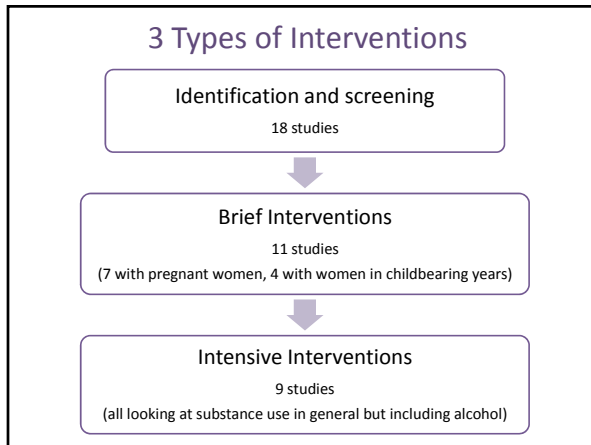 3 Types of Interventions
Identification and screening
18 studies
Brief Interventions
11 studies
(7 with pregnant women, 4 with women in childbearing years)
Intensive Interventions
9 studies
(all looking at substance use in general but including alcohol)